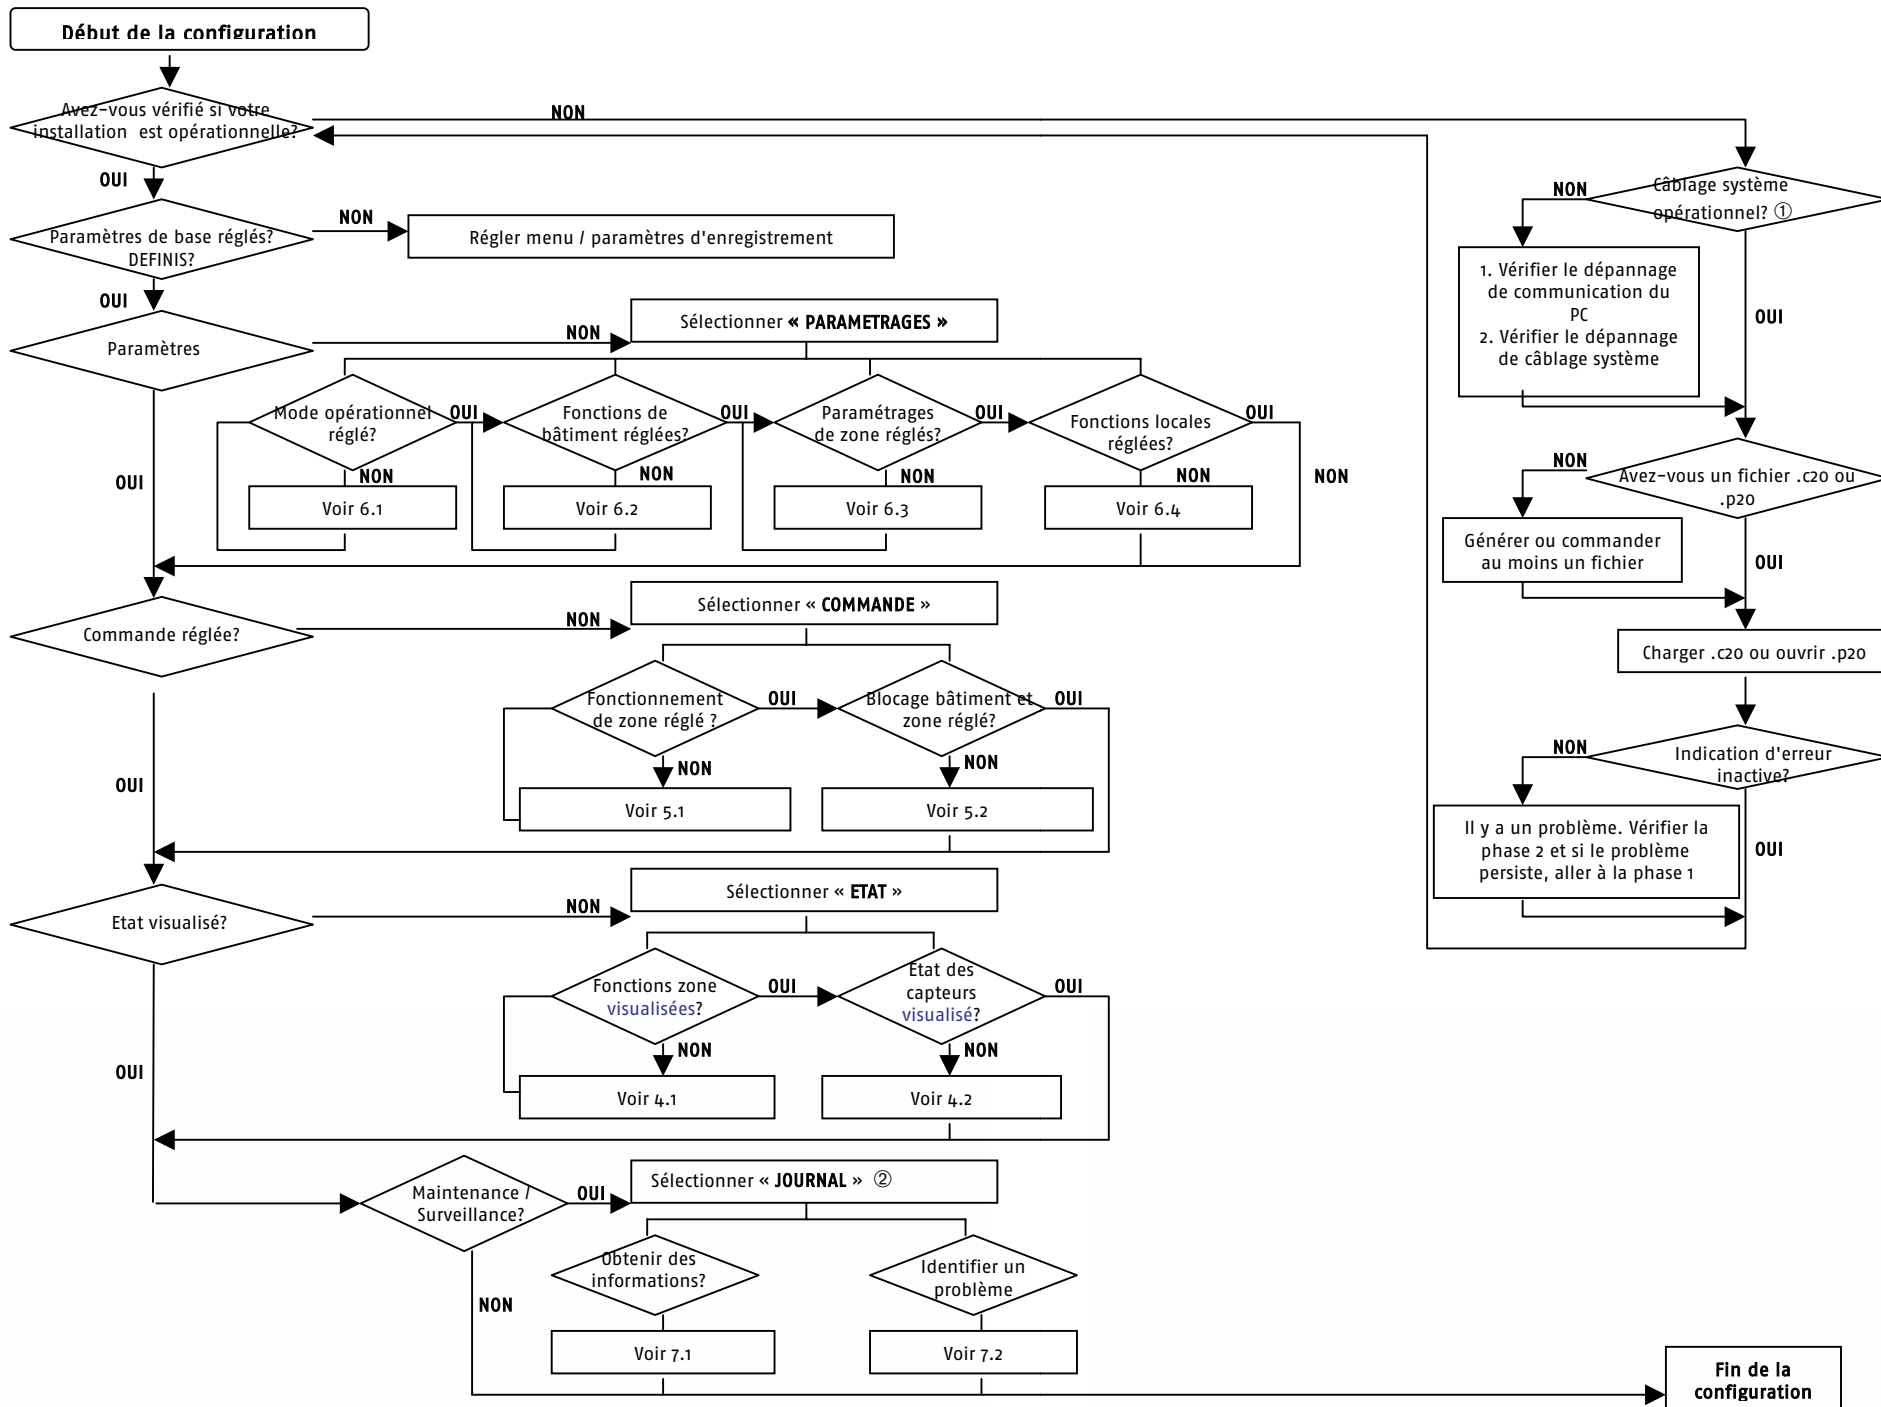 Début de la configuration
Avez-vous vérifié si votre
installation est opérationnelle?
NON
OUI
Paramètres de base réglés?
DEFINIS?
NON
Régler menu / paramètres d'enregistrement
OUI
Paramètres
NON
Sélectionner « PARAMETRAGES »
Mode opérationnel
réglé?
OUI
Fonctions de
bâtiment réglées?
OUI
Paramétrages
de zone réglés?
OUI
Fonctions locales
réglées?
OUI
NON
NON
NON
NON
NON
OUI
Voir 6.1
Voir 6.2
Voir 6.3
Voir 6.4
Commande réglée?
NON
Sélectionner « COMMANDE »
Fonctionnement
de zone réglé ?
OUI
Blocage bâtiment et
zone réglé?
OUI
NON
NON
OUI
Voir 5.1
Voir 5.2
Etat visualisé?
NON
Sélectionner « ETAT »
Fonctions zone
visualisées?
OUI
Etat des
capteurs
visualisé?
OUI
NON
NON
OUI
Voir 4.1
Voir 4.2
Maintenance /
Surveillance?
OUI
Sélectionner « JOURNAL » ②
Obtenir des
informations?
Identifier un
problème
NON
Voir 7.1
Voir 7.2
Fin de la
configuration
Câblage système
opérationnel? ①
NON
1. Vérifier le dépannage
de communication du
PC
2. Vérifier le dépannage
de câblage système
OUI
Avez-vous un fichier .c20 ou
.p20
NON
Générer ou commander
au moins un fichier
OUI
Charger .c20 ou ouvrir .p20
Indication d'erreur
inactive?
NON
Il y a un problème. Vérifier la
phase 2 et si le problème
persiste, aller à la phase 1
OUI